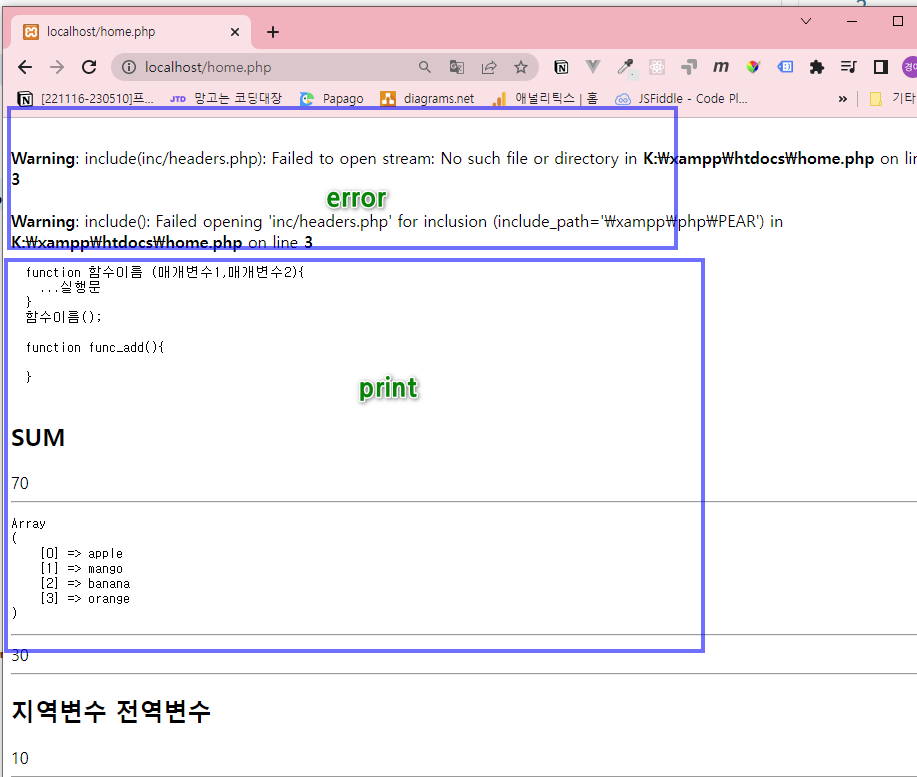 localhost/home.php
localhost/home.php
[221116-230510]프... JTD 망고는 코딩대장 Papago diagrams.net 애널리틱스 | 홈 JSFiddle - Code Pl... » 기타
Warning: include(inc/headers.php): Failed to open stream: No such file or directory in K:₩xampp₩htdocs₩home.php on lin
3
error
Warning: include(): Failed opening 'inc/headers.php' for inclusion (include_path='₩xampp₩php₩PEAR') in
K:₩xampp₩htdocs₩home.php on line 3
function 함수이름 (매개변수1,매개변수2){
...실행문
}
함수이름();
function func_add(){
}
print
SUM
70
Array
(
[0] => apple
[1] => mango
[2] => banana
[3] => orange
)
30
지역변수 전역변수
10